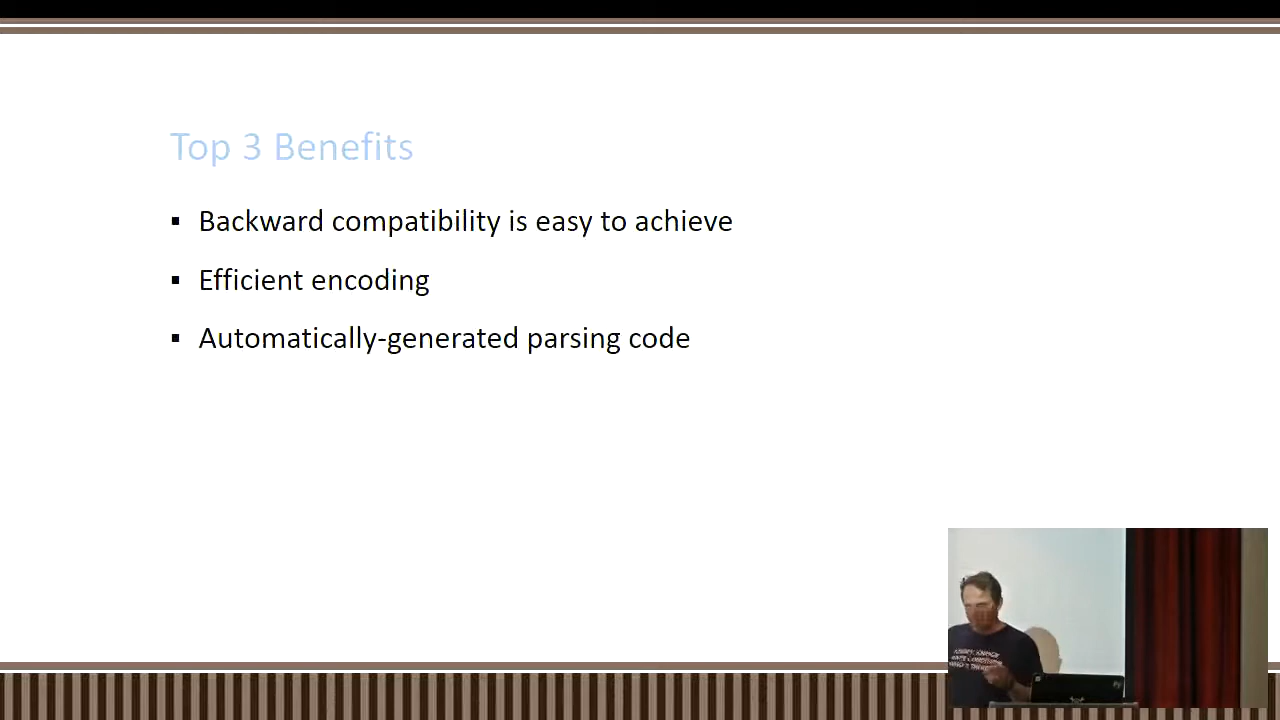 Top 3 Benefits
▪ Backward compatibility is easy to achieve
▪ Efficient encoding
▪ Automatically-generated parsing code